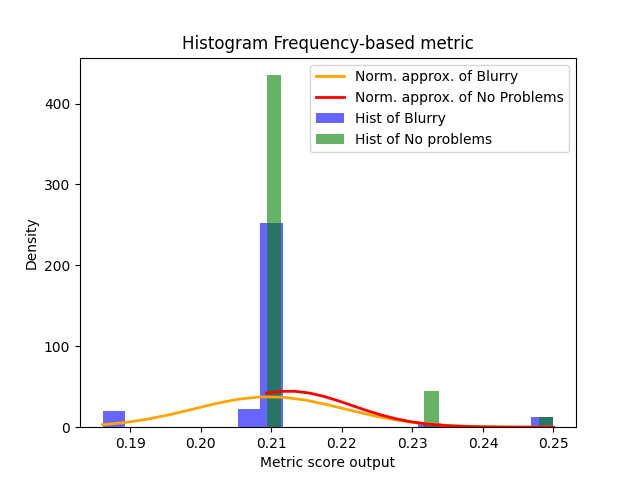 Histogram Frequency-based metric
Norm. approx. of Blurry
Norm. approx. of No Problems
Hist of Blurry
Hist of No problems
Density
400
300
200
100
0
0.19 0.20 0.21 0.22 0.23 0.24 0.25
Metric score output